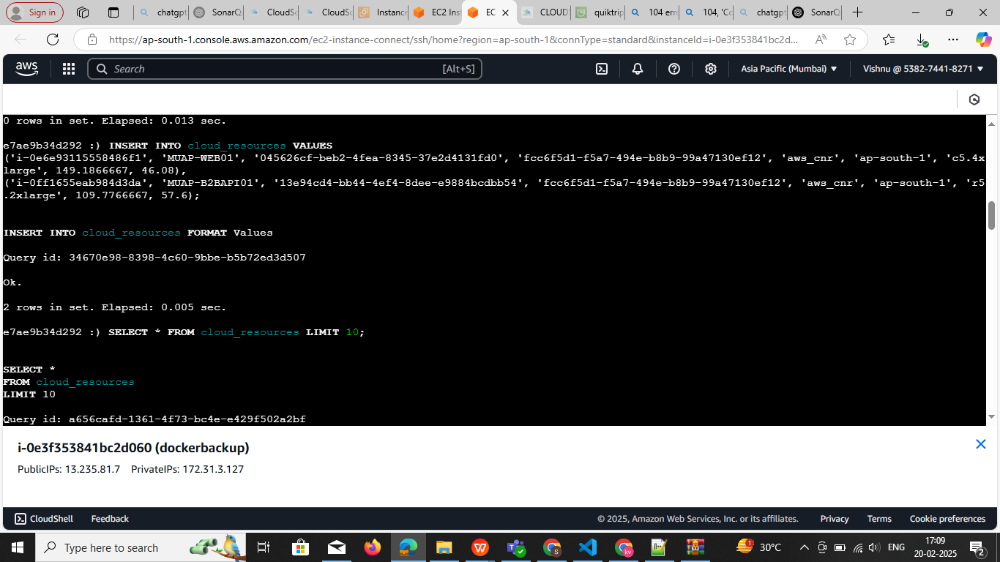 Sign in
chatgpt
SonarQ
CloudSc
CloudSc
Instance
EC2 Ins
EC
CLOUD
quiktrip
104 erro
104, 'Co
chatgpt
SonarQ
https://ap-south-1.console.aws.amazon.com/ec2-instance-connect/ssh/home?region=ap-south-1&connType=standard&instanceId=i-0e3f353841bc2d...
aws
Search
[Alt+S]
Asia Pacific (Mumbai)
Vishnu @ 5382-7441-8271
0 rows in set. Elapsed: 0.013 sec.
e7ae9b34d292 :) INSERT INTO cloud_resources VALUES
('i-0e6e93115558486f1', 'MUAP-WEB01', '045626cf-beb2-4fea-8345-37e2d4131fd0', 'fcc6f5d1-f5a7-494e-b8b9-99a47130ef12', 'aws_cnr', 'ap-south-1', 'c5.4x
large', 149.1866667, 46.08),
('i-0ff1655eab984d3da', 'MUAP-B2BAPI01', '13e94cd4-bb44-4ef4-8dee-e9884bcdbb54', 'fcc6f5d1-f5a7-494e-b8b9-99a47130ef12', 'aws_cnr', 'ap-south-1', 'r5
.2xlarge', 109.7766667, 57.6);
INSERT INTO cloud_resources FORMAT Values
Query id: 34670e98-8398-4c60-9bbe-b5b72ed3d507
Ok.
2 rows in set. Elapsed: 0.005 sec.
e7ae9b34d292 :) SELECT * FROM cloud_resources LIMIT 10;
SELECT *
FROM cloud_resources
LIMIT 10
Query id: a656cafd-1361-4f73-bc4e-e429f502a2bf
i-0e3f353841bc2d060 (dockerbackup)
PublicIPs: 13.235.81.7 PrivateIPs: 172.31.3.127
CloudShell
Feedback
© 2025, Amazon Web Services, Inc. or its affiliates.
Privacy
Terms
Cookie preferences
Type here to search
30°C
ENG
17:09
20-02-2025
2